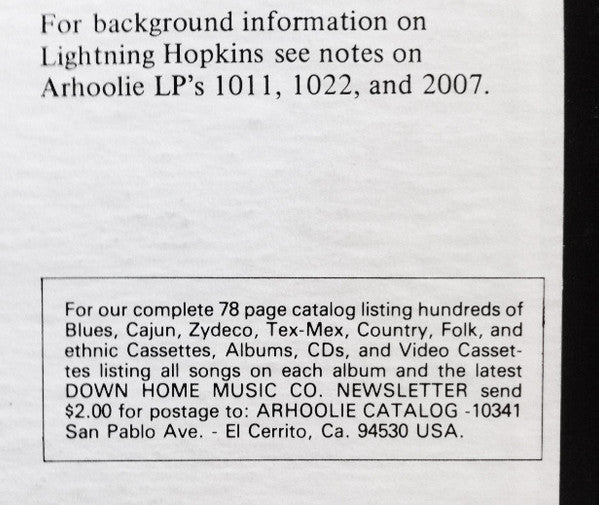 For background information on
Lightning Hopkins see notes on
Arhoolie LP's 1011, 1022, and 2007.
For our complete 78 page catalog listing hundreds of
Blues, Cajun, Zydeco, Tex-Mex, Country, Folk, and
ethnic Cassettes, Albums, CDs, and Video Casset-
tes listing all songs on each album and the latest
DOWN HOME MUSIC CO. NEWSLETTER send
$2.00 for postage to: ARHOOLIE CATALOG -10341
San Pablo Ave. - El Cerrito, Ca. 94530 USA.